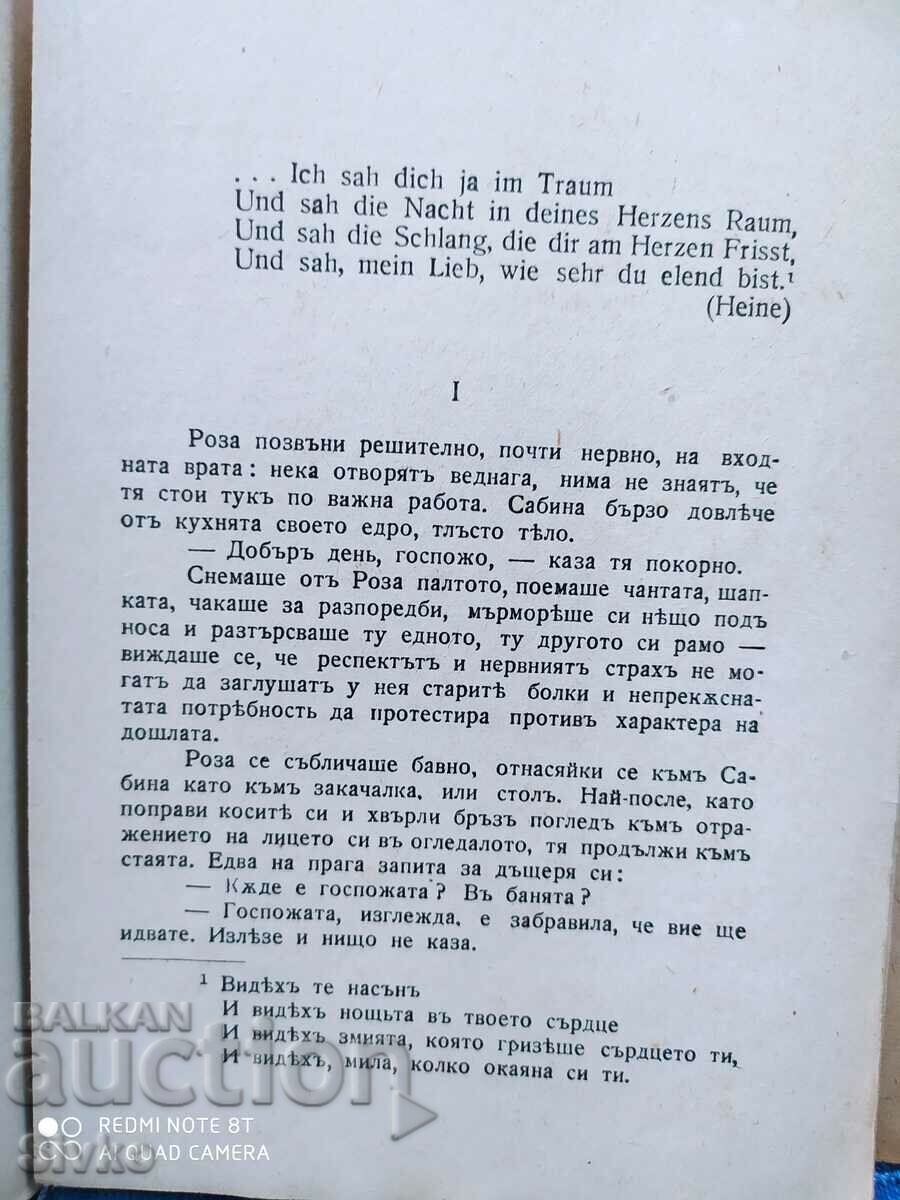 . . . Ich sah dich ja im Traum
Und sah die Nacht in deines Herzens Raum,
Und sah die Schlang, die dir am Herzen Frisst,
Und sah, mein Lieb, wie sehr du elend bist.¹
(Heine)
I
Роза позвъни решително, почти нервно, на вход-
ната врата: нека отворятъ веднага, нима не знаятъ, че
тя стои тукъ по важна работа. Сабина бързо довлѣче
отъ кухнята своето едро, тлъсто тѣло.
— Добъръ день, госпожо, — каза тя покорно.
Снемаше отъ Роза палтото, поемаше чантата, шап-
ката, чакаше за разпоредби, мърморѣше си нѣщо подъ
носа и разтърсваше ту едното, ту другото си рамо —
виждаше се, че респектътъ и нервниятъ страхъ не мо-
гатъ да заглушатъ у нея старитѣ болки и непрекѫсна-
тата потрѣбность да протестира противъ характера на
дошлата.
Роза се събличаше бавно, отнасяйки се къмъ Са-
бина като къмъ закачалка. или столъ. Най-после, като
поправи коситѣ си и хвърли бръзъ погледъ къмъ отра-
жението на лицето си въ огледалото, тя продължи къмъ
стаята. Едва на прага запита за дъщеря си:
— Кѫде е госпожата? Въ банята?
— Госпожата, изглежда. е забравила, че вие ще
идвате. Излѣзе и нищо не каза.
¹ Видѣхъ те насънъ
И видѣхъ нощьта въ твоето сърдце
И видѣхъ змията, която гризѣше сърдцето ти,
И видѣхъ, мила, колко окаяна си ти.
BALKAN
auction
REDMI NOTE 8T
AI QUAD CAMERA
Sivko